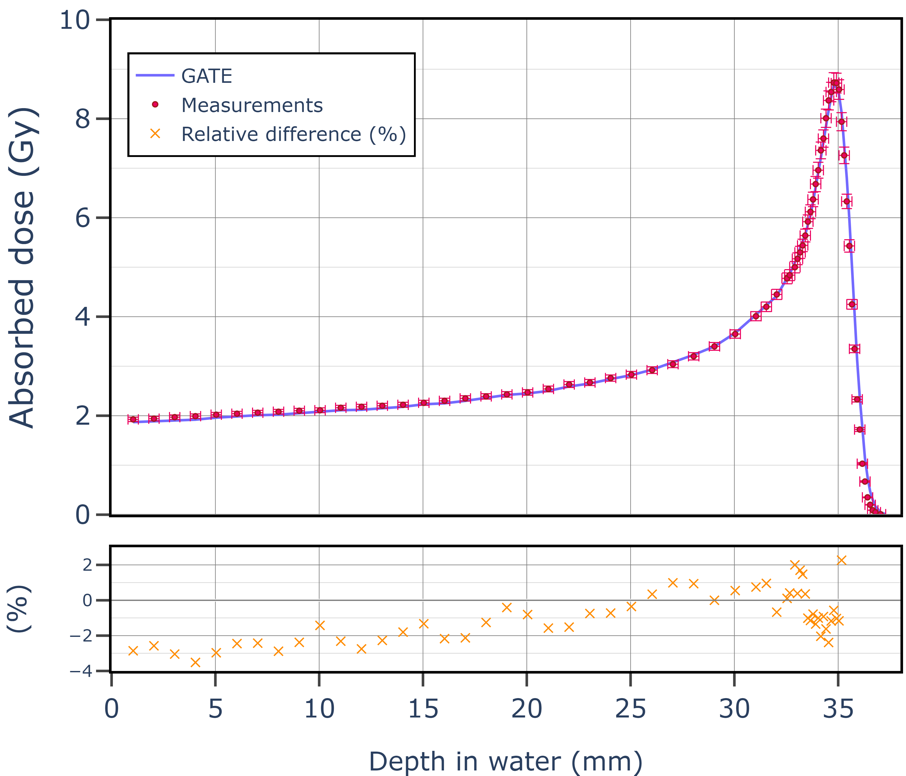 10
8
6
4
2
0
Absorbed dose (Gy)
GATE
Measurements
Relative difference (%)
2
0
−2
−4
(%)
0 5 10 15 20 25 30 35
Depth in water (mm)